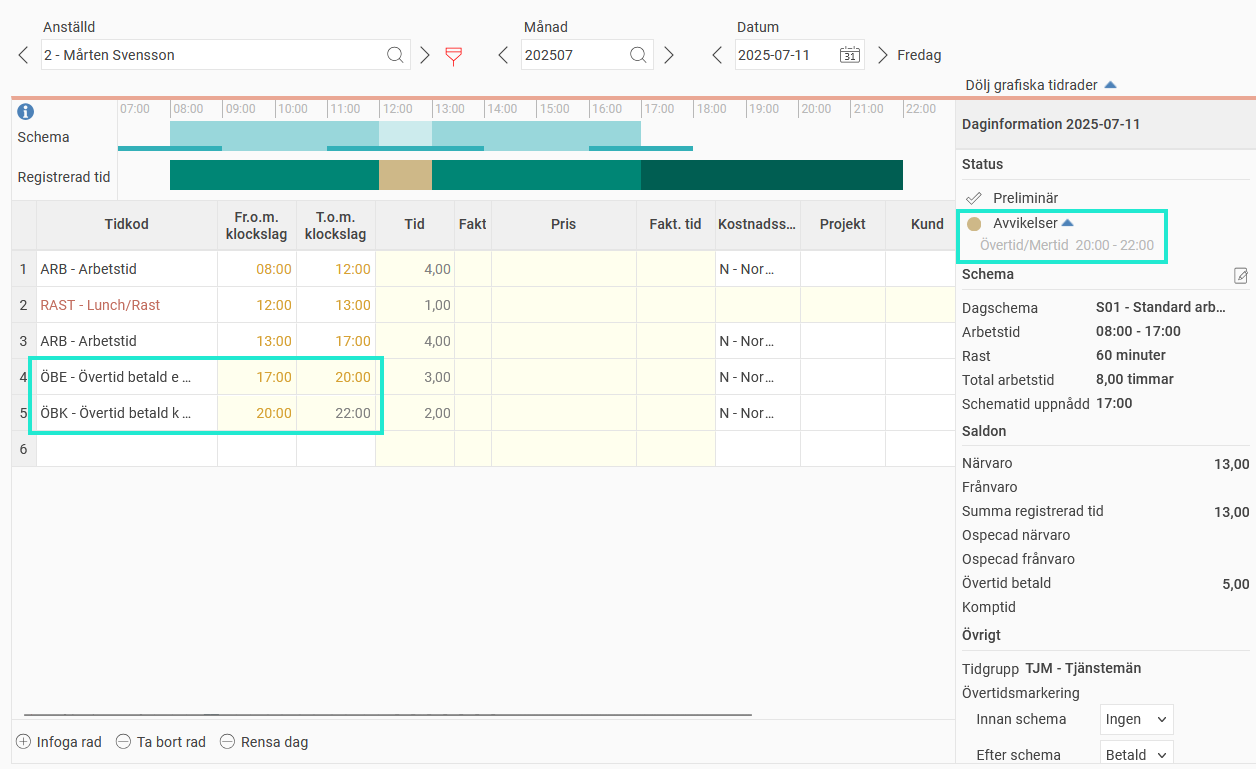 Anställd Månad Datum
2 - Mårten Svensson 202507 2025-07-11 31 Fredag
Dölj grafiska tidrader
07:00 08:00 09:00 10:00 11:00 12:00 13:00 14:00 15:00 16:00 17:00 18:00 19:00 20:00 21:00 22:00
Schema
Registrerad tid
Tidkod Fr.o.m. klockslag T.o.m. klockslag Tid Fakt Pris Fakt. tid Kostnadss... Projekt Kund
1 ARB - Arbetstid 08:00 12:00 4,00 N - Nor...
2 RAST - Lunch/Rast 12:00 13:00 1,00
3 ARB - Arbetstid 13:00 17:00 4,00 N - Nor...
4 ÖBE - Övertid betald e ... 17:00 20:00 3,00 N - Nor...
5 ÖBK - Övertid betald k ... 20:00 22:00 2,00 N - Nor...
6
Infoga rad Ta bort rad Rensa dag
Daginformation 2025-07-11
Status
Preliminär
Avvikelser
Övertid/Mertid 20:00 - 22:00
Schema
Dagschema S01 - Standard arb...
Arbetstid 08:00 - 17:00
Rast 60 minuter
Total arbetstid 8,00 timmar
Schematid uppnådd 17:00
Saldon
Närvaro 13,00
Frånvaro
Summa registrerad tid 13,00
Ospecad närvaro
Ospecad frånvaro
Övertid betald 5,00
Komptid
Övrigt
Tidgrupp TJM - Tjänstemän
Övertidsmarkering
Innan schema Ingen
Efter schema Betald